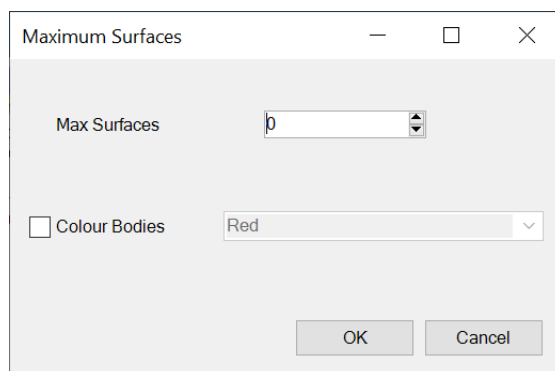 Maximum Surfaces
Max Surfaces 0
Colour Bodies Red
OK Cancel